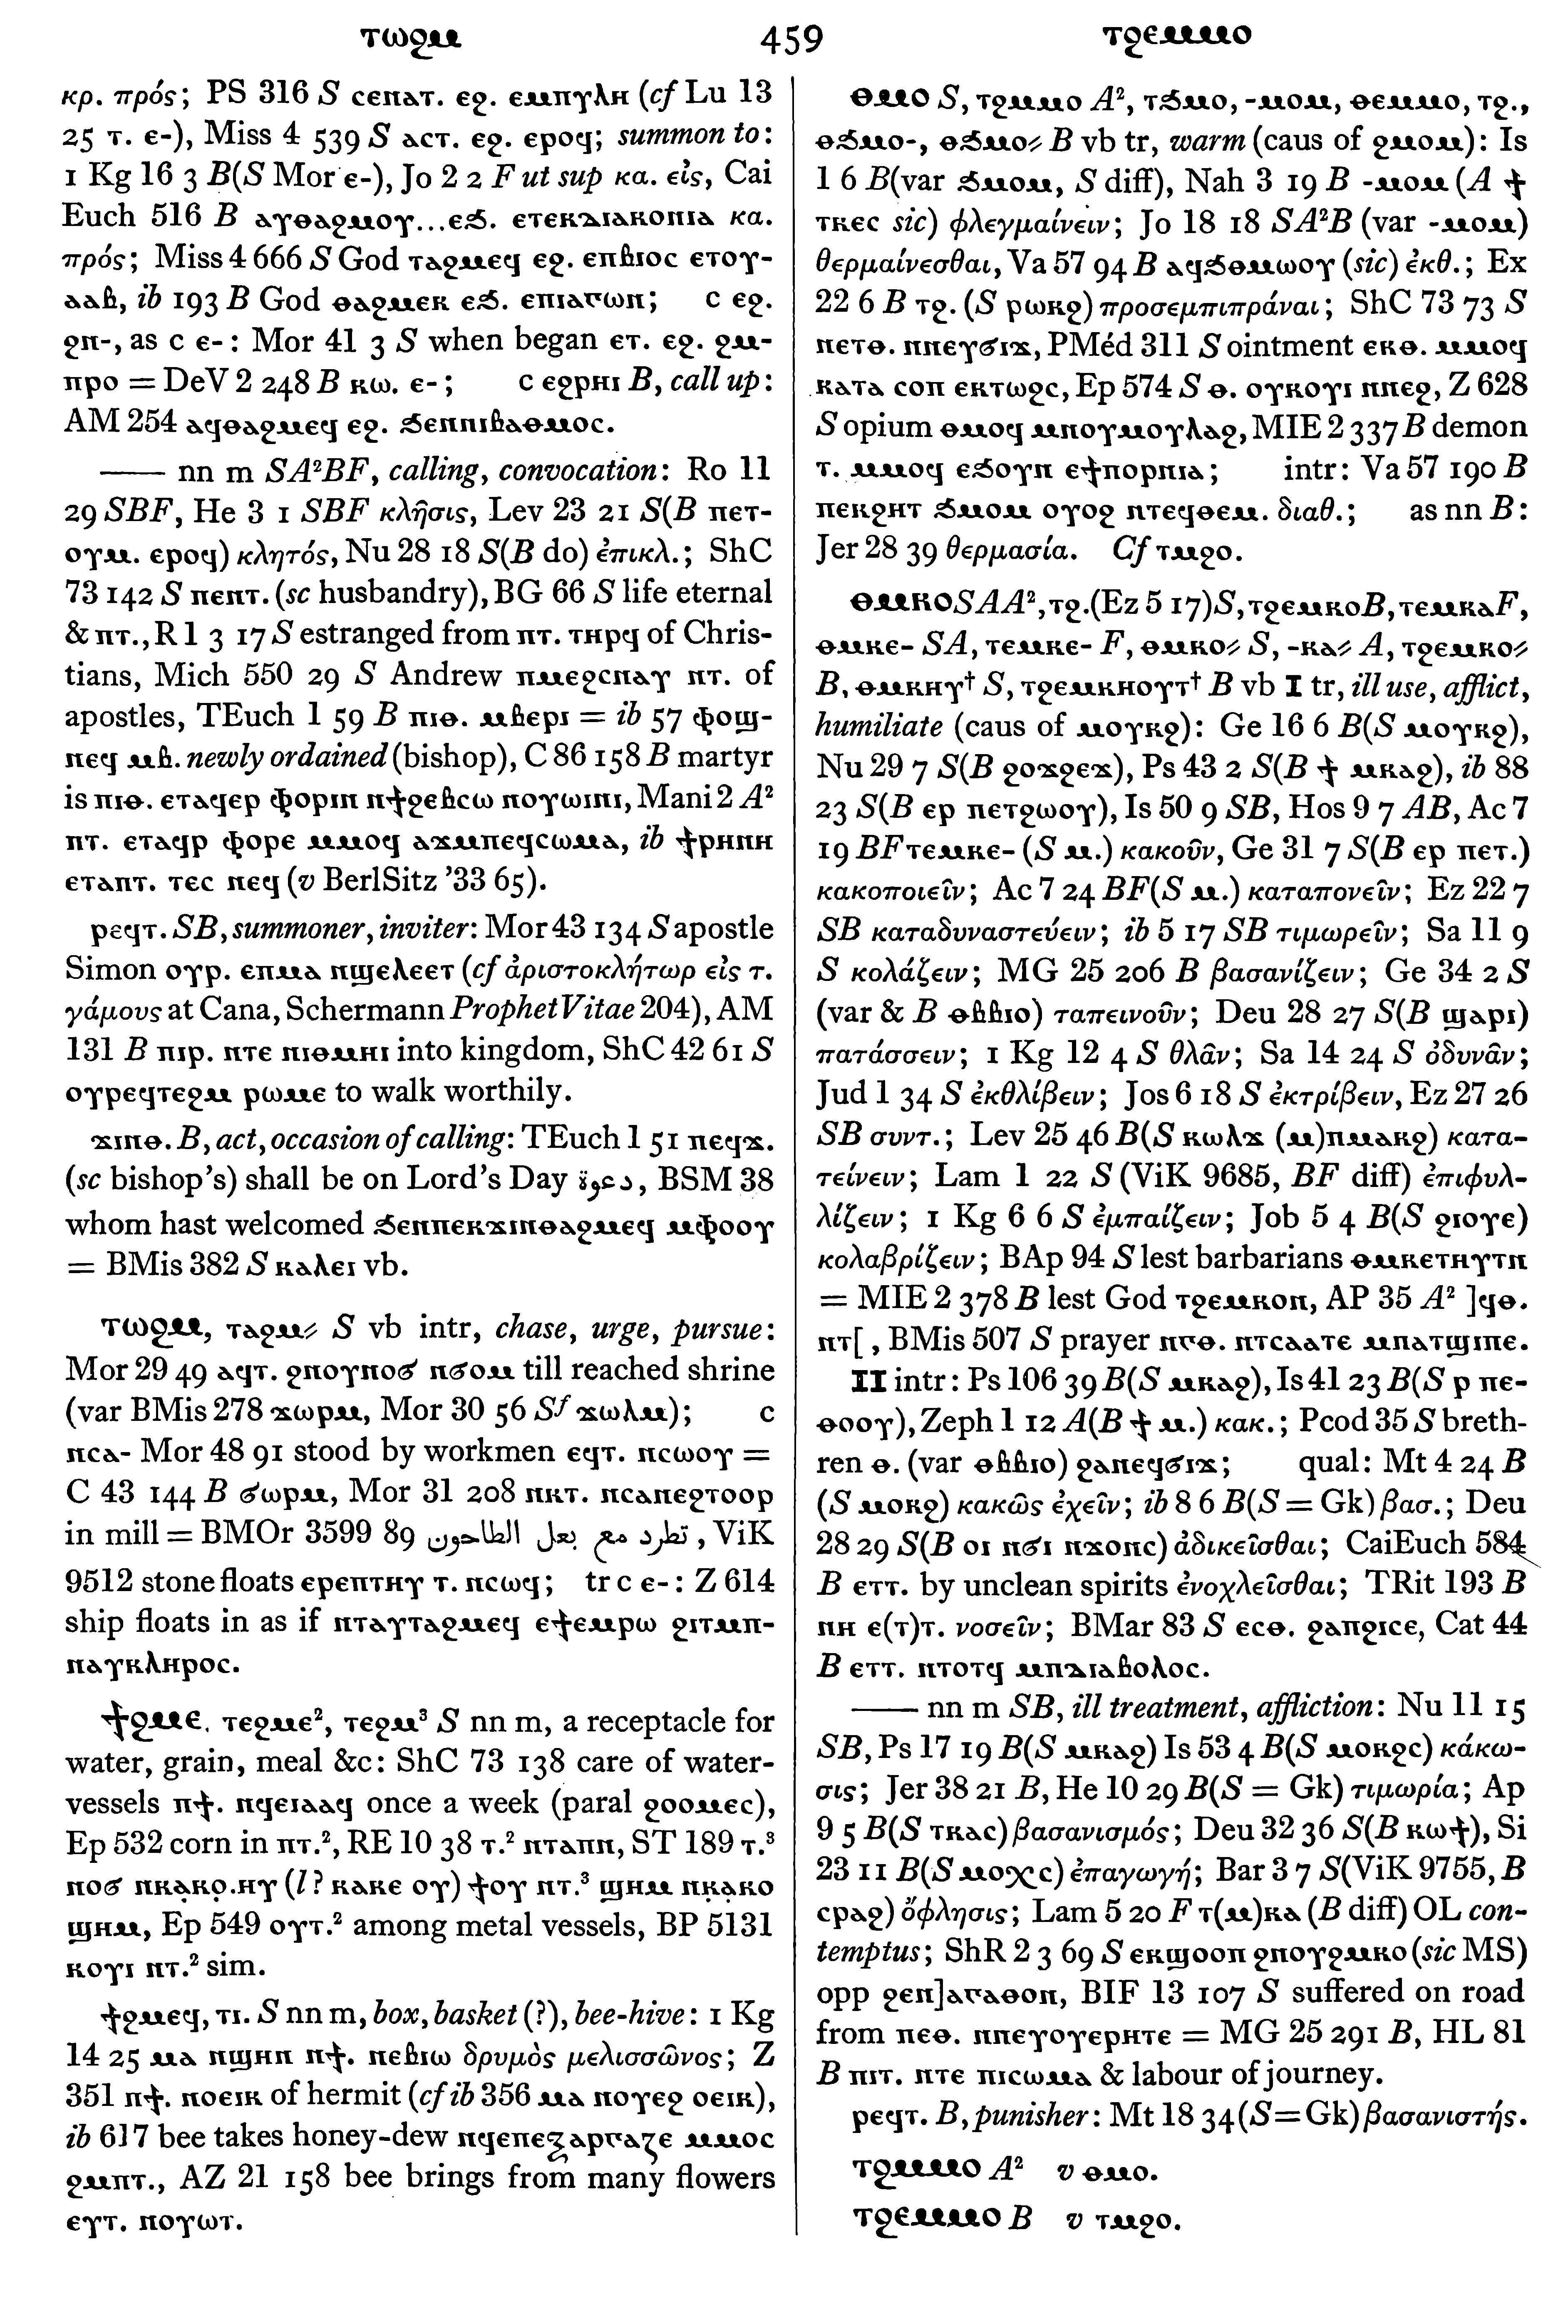 ⲧⲱϩⲙ 459 ⲧϩⲉⲙⲙⲟ
κρ. πρός; PS 316 S ⲥⲉⲛⲁⲧ. ⲉϩ. ⲉⲙⲡⲩⲗⲏ (cf Lu 13
25 ⲧ. ⲉ-), Miss 4 539 S ⲁⲥⲧ. ⲉϩ. ⲉⲣⲟϥ; summon to:
1 Kg 16 3 B(S Mor ⲉ-), Jo 2 2 F ut sup κα. εἰς, Cai
Euch 516 B ⲁⲩⲑⲁϩⲙⲟⲩ...ⲉϧ. ⲉⲧⲉⲕⲇⲓⲁⲕⲟⲛⲓⲁ κα.
πρός; Miss 4 666 S God ⲧⲁϩⲙⲉϥ ⲉϩ. ⲉⲡⲃⲓⲟⲥ ⲉⲧⲟⲩ-
ⲁⲁⲃ, ib 193 B God ⲑⲁϩⲙⲉⲕ ⲉϧ. ⲉⲡⲓⲁⲅⲱⲛ; c ⲉϩ.
ϩⲛ-, as c ⲉ-: Mor 41 3 S when began ⲉⲧ. ⲉϩ. ϩⲙ-
ⲡⲣⲟ = DeV 2 248 B ⲕⲱ. ⲉ-; c ⲉϩⲣⲏⲓ B, call up:
AM 254 ⲁϥⲑⲁϩⲙⲉϥ ⲉϩ. ϧⲉⲛⲡⲓⲃⲁⲑⲙⲟⲥ.
—— nn m SA²BF, calling, convocation: Ro 11
29 SBF, He 3 1 SBF κλῆσις, Lev 23 21 S(B ⲡⲉⲧ-
ⲟⲩⲙ. ⲉⲣⲟϥ) κλητός, Nu 28 18 S(B do) ἐπικλ.; ShC
73 142 S ⲡⲉⲛⲧ. (sc husbandry), BG 66 S life eternal
& ⲡⲧ., R 1 3 17 S estranged from ⲡⲧ. ⲧⲏⲣϥ of Chris-
tians, Mich 550 29 S Andrew ⲡⲙⲉϩⲥⲛⲁⲩ ⲛⲧ. of
apostles, TEuch 1 59 B ⲡⲓⲑ. ⲙⲃⲉⲣⲓ = ib 57 ⲫⲟϣ-
ⲛⲉϥ ⲙⲃ. newly ordained (bishop), C 86 158 B martyr
is ⲡⲓⲑ. ⲉⲧⲁϥⲉⲣ ⲫⲟⲣⲓⲛ ⲛϯϩⲉⲃⲥⲱ ⲛⲟⲩⲱⲓⲛⲓ, Mani 2 A²
ⲡⲧ. ⲉⲧⲁϥⲣ ⲫⲟⲣⲉ ⲙⲙⲟϥ ⲁϫⲙⲡⲉϥⲥⲱⲙⲁ, ib ϯⲣⲏⲛⲏ
ⲉⲧⲁⲡⲧ. ⲧⲉⲥ ⲛⲉϥ (v BerlSitz ’33 65).
ⲣⲉϥⲧ. SB, summoner, inviter: Mor 43 134 S apostle
Simon ⲟⲩⲣ. ⲉⲡⲙⲁ ⲛϣⲉⲗⲉⲉⲧ (cf ἀριστοκλήτωρ εἰς τ.
γάμους at Cana, Schermann Prophet Vitae 204), AM
131 B ⲡⲓⲣ. ⲛⲧⲉ ⲛⲓⲑⲙⲏⲓ into kingdom, ShC 42 61 S
ⲟⲩⲣⲉϥⲧⲉϩⲙ ⲣⲱⲙⲉ to walk worthily.
ϫⲓⲛⲑ. B, act, occasion of calling: TEuch 1 51 ⲡⲉϥϫ.
(sc bishop’s) shall be on Lord’s Day دعوة, BSM 38
whom hast welcomed ϧⲉⲛⲡⲉⲕϫⲓⲛⲑⲁϩⲙⲉϥ ⲙⲫⲟⲟⲩ
= BMis 382 S ⲕⲁⲗⲉⲓ vb.
ⲧⲱϩⲙ, ⲧⲁϩⲙ⸗ S vb intr, chase, urge, pursue:
Mor 29 49 ⲁϥⲧ. ϩⲛⲟⲩⲛⲟϭ ⲛϭⲟⲙ till reached shrine
(var BMis 278 ϫⲱⲣⲙ, Mor 30 56 Sᶠ ϫⲱⲗⲙ); c
ⲛⲥⲁ- Mor 48 91 stood by workmen ⲉϥⲧ. ⲛⲥⲱⲟⲩ =
C 43 144 B ϭⲱⲣⲙ, Mor 31 208 ⲛⲕⲧ. ⲛⲥⲁⲛⲉϩⲧⲟⲟⲣ
in mill = BMOr 3599 89 تطرد مع بعل الطاحون, ViK
9512 stone floats ⲉⲣⲉⲡⲧⲏⲩ ⲧ. ⲛⲥⲱϥ; tr c ⲉ-: Z 614
ship floats in as if ⲛⲧⲁⲩⲧⲁϩⲙⲉϥ ⲉϯⲉⲙⲣⲱ ϩⲓⲧⲙⲡ-
ⲛⲁⲩⲕⲗⲏⲣⲟⲥ.
ϯϩⲙⲉ, ⲧⲉϩⲙⲉ², ⲧⲉϩⲙ³ S nn m, a receptacle for
water, grain, meal &c: ShC 73 138 care of water-
vessels ⲛϯ. ⲛϥⲉⲓⲁⲁϥ once a week (paral ϩⲟⲟⲙⲉⲥ),
Ep 532 corn in ⲡⲧ.², RE 10 38 ⲧ.² ⲛⲧⲁⲡⲛ, ST 189 ⲧ.³
ⲛⲟϭ ⲛⲕⲁ̣ⲕⲟ̣.ⲏⲩ (l ? ⲕⲁⲕⲉ ⲟⲩ) ϯⲟⲩ ⲛⲧ.³ ϣⲏⲙ ⲛⲕ̣ⲁ̣ⲕⲟ
ϣⲏⲙ, Ep 549 ⲟⲩⲧ.² among metal vessels, BP 5131
ⲕⲟⲩⲓ ⲛⲧ.² sim.
ϯϩⲙⲉϥ, ⲧⲓ. S nn m, box, basket (?), bee-hive: 1 Kg
14 25 ⲙⲁ ⲛϣⲏⲛ ⲛϯ. ⲛⲉⲃⲓⲱ δρυμὸς μελισσῶνος; Z
351 ⲛϯ. ⲛⲟⲉⲓⲕ of hermit (cf ib 356 ⲙⲁ ⲛⲟⲩⲉϩ ⲟⲉⲓⲕ),
ib 617 bee takes honey-dew ⲛϥⲉⲛⲉⲝⲁⲣⲅⲁⲍⲉ ⲙⲙⲟⲥ
ϩⲙⲡⲧ., AZ 21 158 bee brings from many flowers
ⲉⲩⲧ. ⲛⲟⲩⲱⲧ.
ⲑⲙⲟ S, ⲧϩⲙⲙⲟ A², ⲧϧⲙⲟ, -ⲙⲟⲙ, ⲑⲉⲙⲙⲟ, ⲧϩ.,
ⲑϧⲙⲟ-, ⲑϧⲙⲟ⸗ B vb tr, warm (caus of ϩⲙⲟⲙ): Is
1 6 B(var ϧⲙⲟⲙ, S diff), Nah 3 19 B -ⲙⲟⲙ (A ϯ
ⲧⲕⲉⲥ sic) φλεγμαίνειν; Jo 18 18 SA²B (var -ⲙⲟⲙ)
θερμαίνεσθαι, Va 57 94 B ⲁϥϧⲑⲙⲱⲟⲩ (sic) ἐκθ.; Ex
22 6 B ⲧϩ. (S ⲣⲱⲕϩ) προσεμπιπράναι; ShC 73 73 S
ⲡⲉⲧⲑ. ⲛⲛⲉⲩϭⲓϫ, PMéd 311 S ointment ⲉⲕⲑ. ⲙⲙⲟϥ
ⲕⲁⲧⲁ ⲥⲟⲡ ⲉⲕⲧⲱϩⲥ, Ep 574 S ⲑ. ⲟⲩⲕⲟⲩⲓ ⲛⲛⲉϩ, Z 628
S opium ⲑⲙⲟϥ ⲙⲛⲟⲩⲙⲟⲩⲗⲁϩ, MIE 2 337 B demon
ⲧ. ⲙⲙⲟϥ ⲉϧⲟⲩⲛ ⲉϯⲡⲟⲣⲛⲓⲁ; intr: Va 57 190 B
ⲡⲉⲕϩⲏⲧ ϧⲙⲟⲙ ⲟⲩⲟϩ ⲛⲧⲉϥⲑⲉⲙ. διαθ.; as nn B:
Jer 28 39 θερμασία. Cf ⲧⲙϩⲟ.
ⲑⲙⲕⲟ SAA², ⲧϩ. (Ez 5 17)S, ⲧϩⲉⲙⲕⲟ B, ⲧⲉⲙⲕⲁ F,
ⲑⲙⲕⲉ- SA, ⲧⲉⲙⲕⲉ- F, ⲑⲙⲕⲟ⸗ S, -ⲕⲁ⸗ A, ⲧϩⲉⲙⲕⲟ⸗
B, ⲑⲙⲕⲏⲩ† S, ⲧϩⲉⲙⲕⲏⲟⲩⲧ† B vb I tr, ill use, afflict,
humiliate (caus of ⲙⲟⲩⲕϩ): Ge 16 6 B(S ⲙⲟⲩⲕϩ),
Nu 29 7 S(B ϩⲟϫϩⲉϫ), Ps 43 2 S(B ϯ ⲙⲕⲁϩ), ib 88
23 S(B ⲉⲣ ⲡⲉⲧϩⲱⲟⲩ), Is 50 9 SB, Hos 9 7 AB, Ac 7
19 BF ⲧⲉⲙⲕⲉ- (S ⲙ.) κακοῦν, Ge 31 7 S(B ⲉⲣ ⲡⲉⲧ.)
κακοποιεῖν; Ac 7 24 BF(S ⲙ.) καταπονεῖν; Ez 22 7
SB καταδυναστεύειν; ib 5 17 SB τιμωρεῖν; Sa 11 9
S κολάζειν; MG 25 206 B βασανίζειν; Ge 34 2 S
(var & B ⲑⲃⲃⲓⲟ) ταπεινοῦν; Deu 28 27 S(B ϣⲁⲣⲓ)
πατάσσειν; 1 Kg 12 4 S θλᾶν; Sa 14 24 S ὀδυνᾶν;
Jud 1 34 S ἐκθλίβειν; Jos 6 18 S ἐκτρίβειν, Ez 27 26
SB συντ.; Lev 25 46 B(S ⲕⲱⲗϫ (ⲙ)ⲡⲙⲁⲕϩ) κατα-
τείνειν; Lam 1 22 S (ViK 9685, BF diff) ἐπιφυλ-
λίζειν; 1 Kg 6 6 S ἐμπαίζειν; Job 5 4 B(S ϩⲓⲟⲩⲉ)
κολαβρίζειν; BAp 94 S lest barbarians ⲑⲙⲕⲉⲧⲏⲩⲧⲛ
= MIE 2 378 B lest God ⲧϩⲉⲙⲕⲟⲛ, AP 35 A² ]ϥⲑ.
ⲛⲧ[ , BMis 507 S prayer ⲛⲅⲑ. ⲛⲧⲥⲁⲁⲧⲉ ⲙⲡⲁⲧϣⲓⲡⲉ.
II intr: Ps 106 39 B(S ⲙⲕⲁϩ), Is 41 23 B(S ⲣ ⲡⲉ-
ⲑⲟⲟⲩ), Zeph 1 12 A(B ϯ ⲙ.) κακ.; Pcod 35 S breth-
ren ⲑ. (var ⲑⲃⲃⲓⲟ) ϩⲁⲛⲉϥϭⲓϫ; qual: Mt 4 24 B
(S ⲙⲟⲕϩ) κακῶς ἐχεῖν; ib 8 6 B(S = Gk) βασ.; Deu
28 29 S(B ⲟⲓ ⲛϭⲓ ⲛϫⲟⲛⲥ) ἀδικεῖσθαι; CaiEuch 584
B ⲉⲧⲧ. by unclean spirits ἐνοχλεῖσθαι; TRit 193 B
ⲛⲏ ⲉ(ⲧ)ⲧ. νοσεῖν; BMar 83 S ⲉⲥⲑ. ϩⲁⲛϩⲓⲥⲉ, Cat 44
B ⲉⲧⲧ. ⲛⲧⲟⲧϥ ⲙⲡⲇⲓⲁⲃⲟⲗⲟⲥ.
—— nn m SB, ill treatment, affliction: Nu 11 15
SB, Ps 17 19 B(S ⲙⲕⲁϩ) Is 53 4 B(S ⲙⲟⲕϩⲥ) κάκω-
σις; Jer 38 21 B, He 10 29 B(S = Gk) τιμωρία; Ap
9 5 B(S ⲧⲕⲁⲥ) βασανισμός; Deu 32 36 S(B ⲕⲱϯ), Si
23 11 B(S ⲙⲟⲭⲥ) ἐπαγωγή; Bar 3 7 S(ViK 9755, B
ⲥⲣⲁϩ) ὄφλησις; Lam 5 20 F ⲧ(ⲙ)ⲕⲁ (B diff) OL con-
temptus; ShR 2 3 69 S ⲉⲕϣⲟⲟⲡ ϩⲛⲟⲩϩⲙⲕⲟ (sic MS)
opp ϩⲉⲛ]ⲁⲅⲁⲑⲟⲛ, BIF 13 107 S suffered on road
from ⲡⲉⲑ. ⲛⲛⲉⲩⲟⲩⲉⲣⲏⲧⲉ = MG 25 291 B, HL 81
B ⲡⲓⲧ. ⲛⲧⲉ ⲡⲓⲥⲱⲙⲁ & labour of journey.
ⲣⲉϥⲧ. B, punisher: Mt 18 34 (S = Gk) βασανιστής.
ⲧϩⲙⲙⲟ A² v ⲑⲙⲟ.
ⲧϩⲉⲙⲙⲟ B v ⲧⲙϩⲟ.